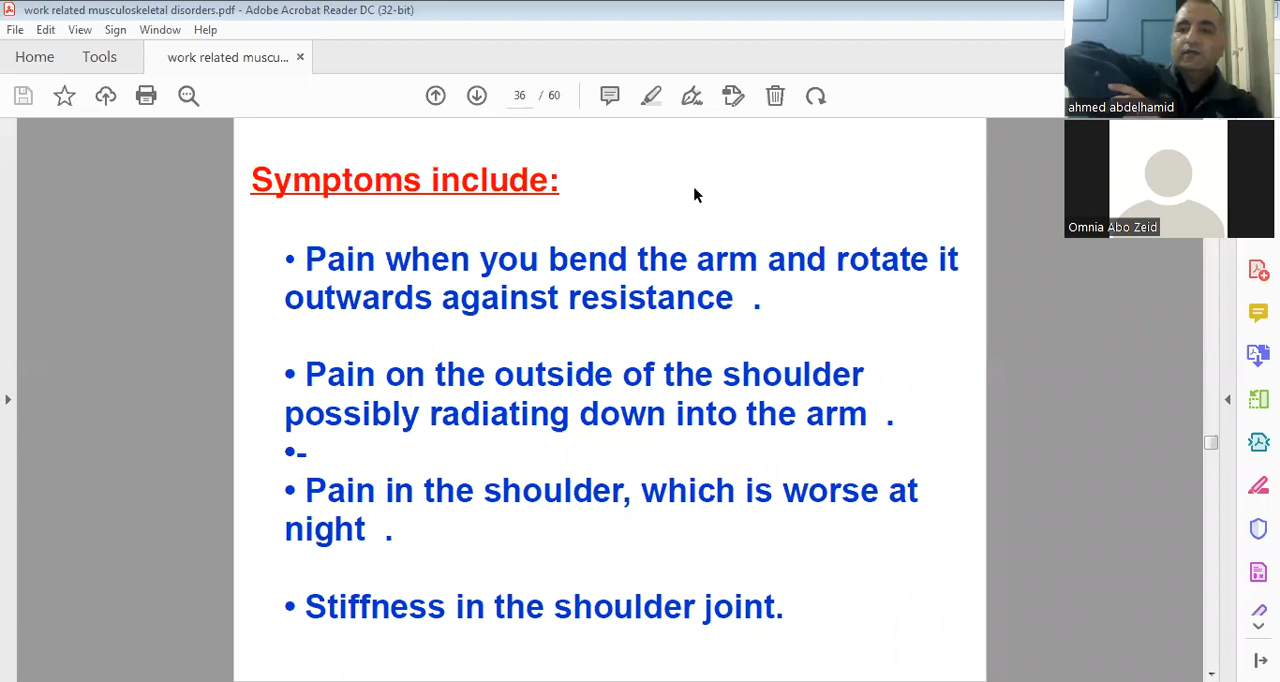 work related musculoskeletal disorders.pdf - Adobe Acrobat Reader DC (32-bit)
File Edit View Sign Window Help
Home Tools work related muscu... ×
36 / 60
ahmed abdelhamid
Omnia Abo Zeid
Symptoms include:
• Pain when you bend the arm and rotate it
outwards against resistance .
• Pain on the outside of the shoulder
possibly radiating down into the arm .
•-
• Pain in the shoulder, which is worse at
night .
• Stiffness in the shoulder joint.